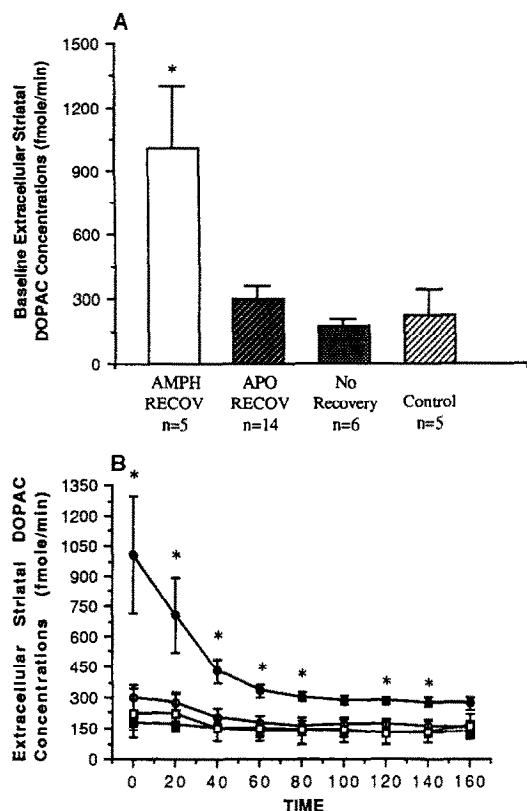 A
Baseline Extracellular Striatal
DOPAC Concentrations (fmole/min)
1500
1200
900
600
300
0
*
AMPH
RECOV
n=5
APO
RECOV
n=14
No
Recovery
n=6
Control
n=5
B
Extracellular Striatal DOPAC
Concentrations (fmole/min)
1350
1200
1050
900
750
600
450
300
150
0
* * * * * * *
0 20 40 60 80 100 120 140 160
TIME